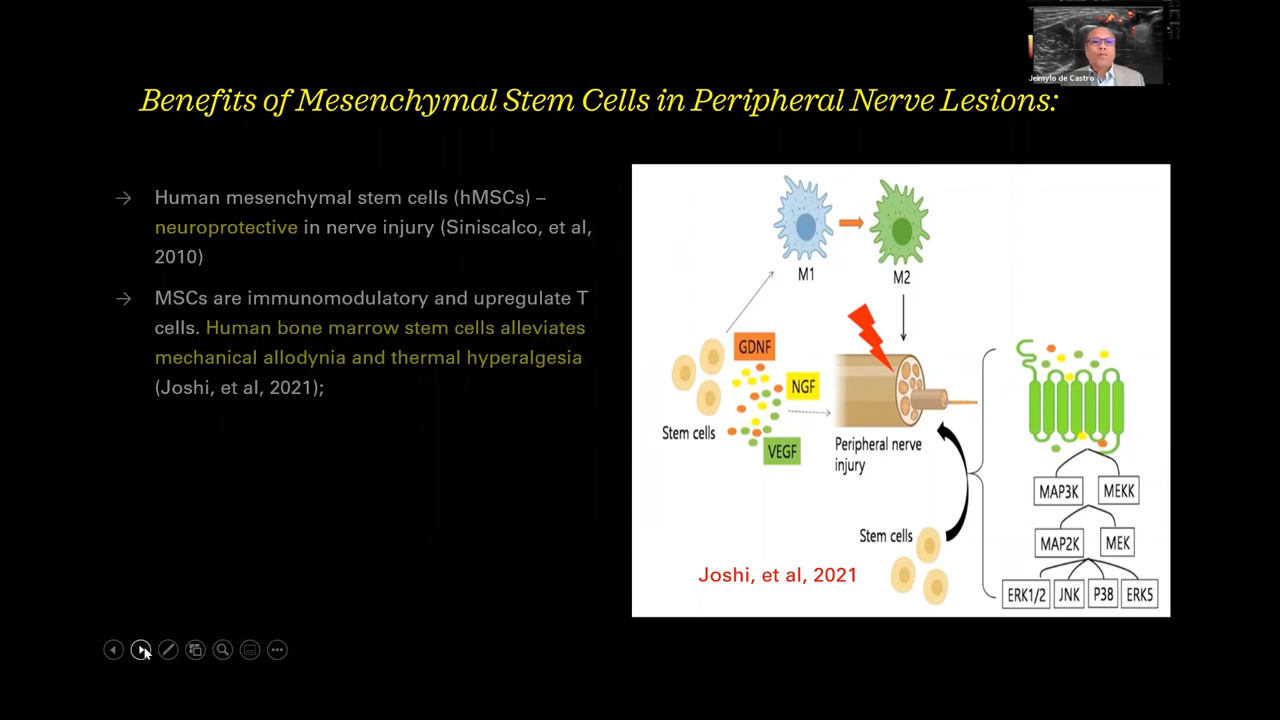 Jeimylo de Castro
Benefits of Mesenchymal Stem Cells in Peripheral Nerve Lesions:
→ Human mesenchymal stem cells (hMSCs) –
neuroprotective in nerve injury (Siniscalco, et al,
2010)
→ MSCs are immunomodulatory and upregulate T
cells. Human bone marrow stem cells alleviates
mechanical allodynia and thermal hyperalgesia
(Joshi, et al, 2021);
M1
M2
GDNF
NGF
VEGF
Stem cells
Peripheral nerve
injury
Stem cells
Joshi, et al, 2021
MAP3K
MEKK
MAP2K
MEK
ERK1/2
JNK
P38
ERK5